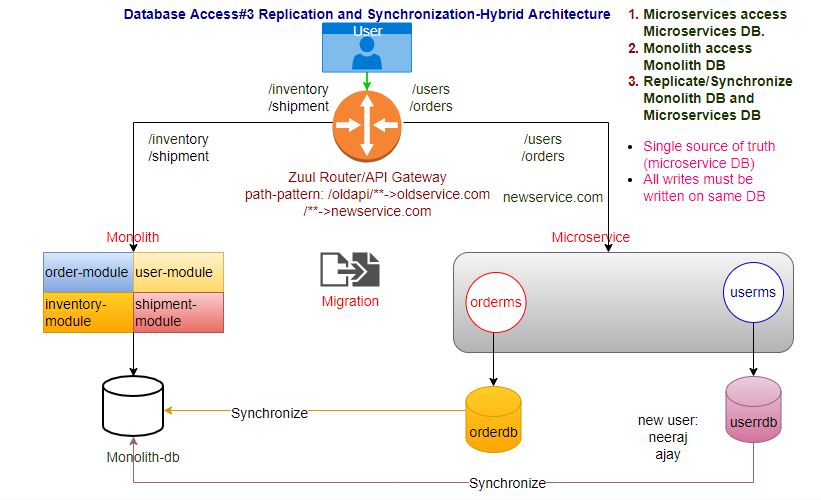 Database Access#3 Replication and Synchronization-Hybrid Architecture
User
/inventory
/shipment
/users
/orders
/inventory
/shipment
/users
/orders
Zuul Router/API Gateway
path-pattern: /oldapi/**->oldservice.com
/**->newservice.com
newservice.com
1. Microservices access
Microservices DB.
2. Monolith access
Monolith DB
3. Replicate/Synchronize
Monolith DB and
Microservices DB
• Single source of truth
(microservice DB)
• All writes must be
written on same DB
Monolith
order-module
user-module
inventory-
module
shipment-
module
Migration
Microservice
orderms
userms
Monolith-db
Synchronize
orderdb
new user:
neeraj
ajay
userrdb
Synchronize